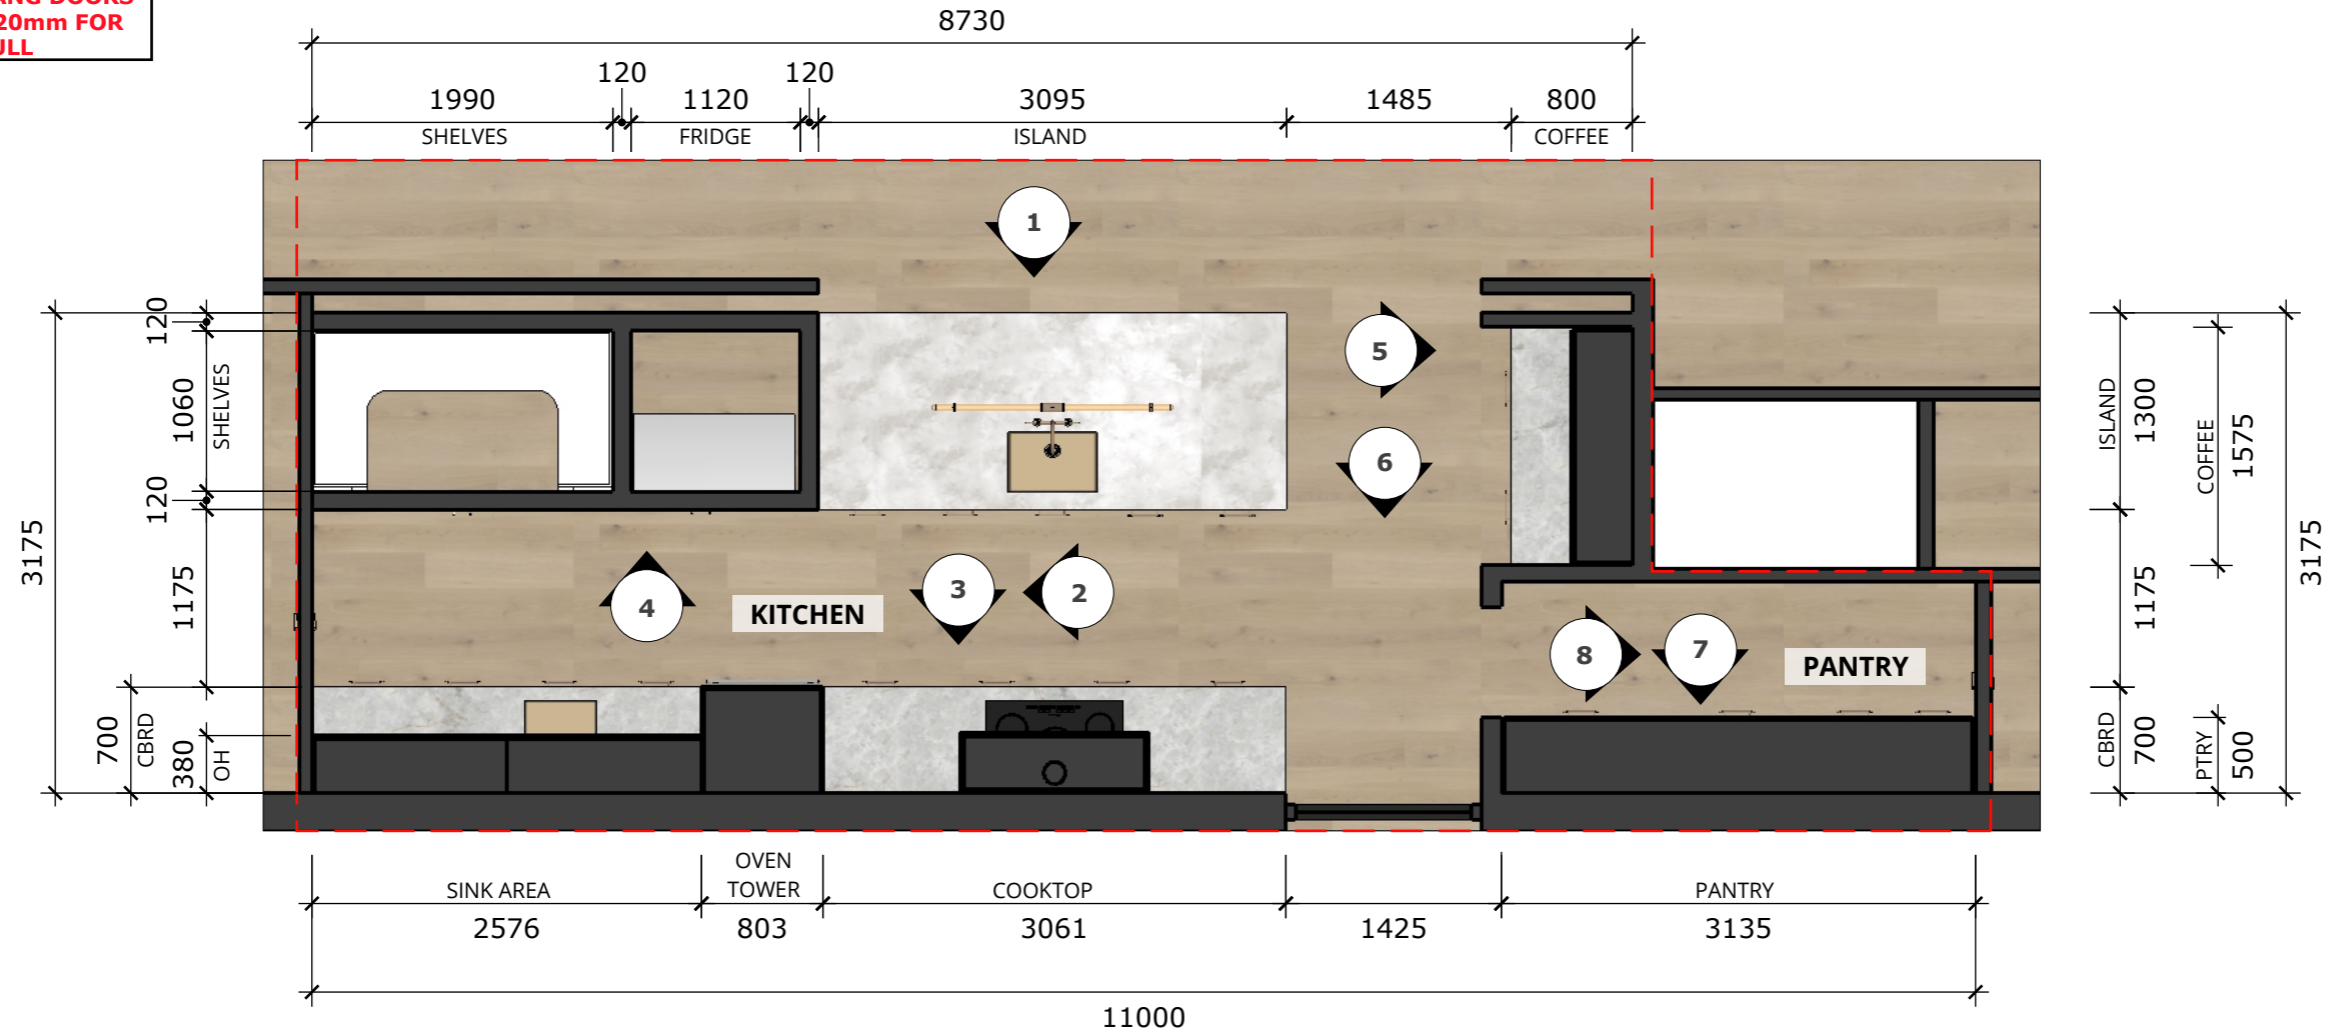 20mm FOR
8730
120
120
1990
1120
3095
1485
800
SHELVES
FRIDGE
ISLAND
COFFEE
1
120
5
SHELVES
1060
ISLAND
1300
COFFEE
1575
6
120
3175
3175
1175
1175
4
3
2
KITCHEN
8
7
PANTRY
700
CBRD
380
OH
CBRD
700
PTRY
500
SINK AREA
OVEN
TOWER
COOKTOP
PANTRY
2576
803
3061
1425
3135
11000